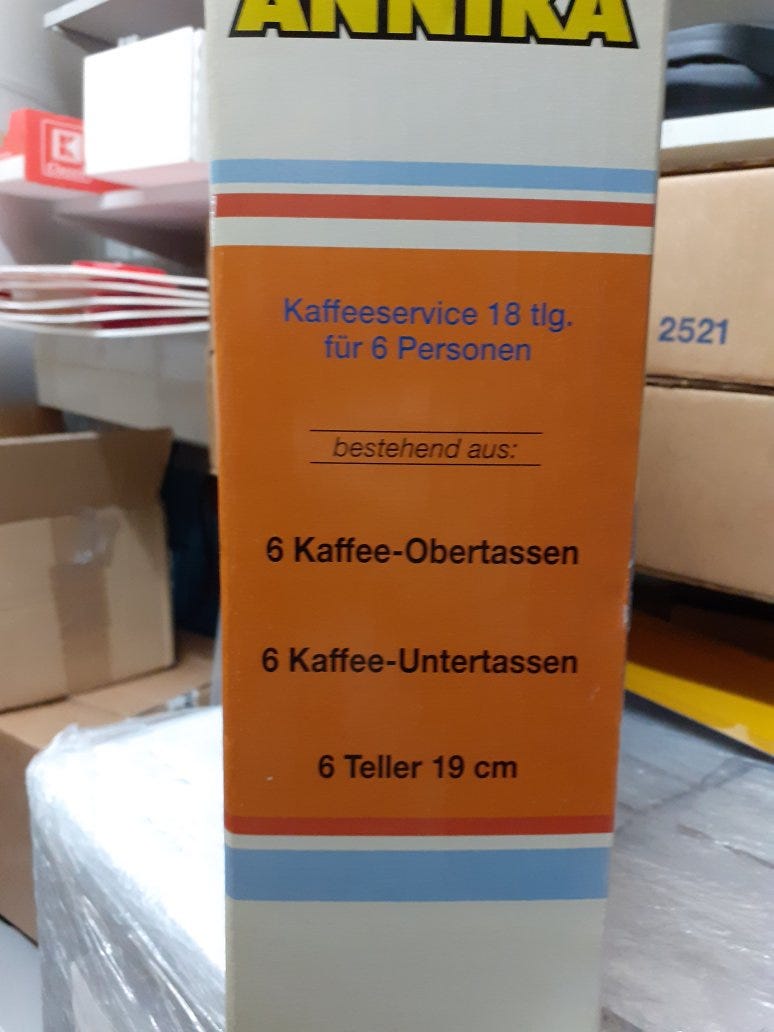 ANNIKA
Kaffeeservice 18 tlg.
für 6 Personen
bestehend aus:
6 Kaffee-Obertassen
6 Kaffee-Untertassen
6 Teller 19 cm
2521
K